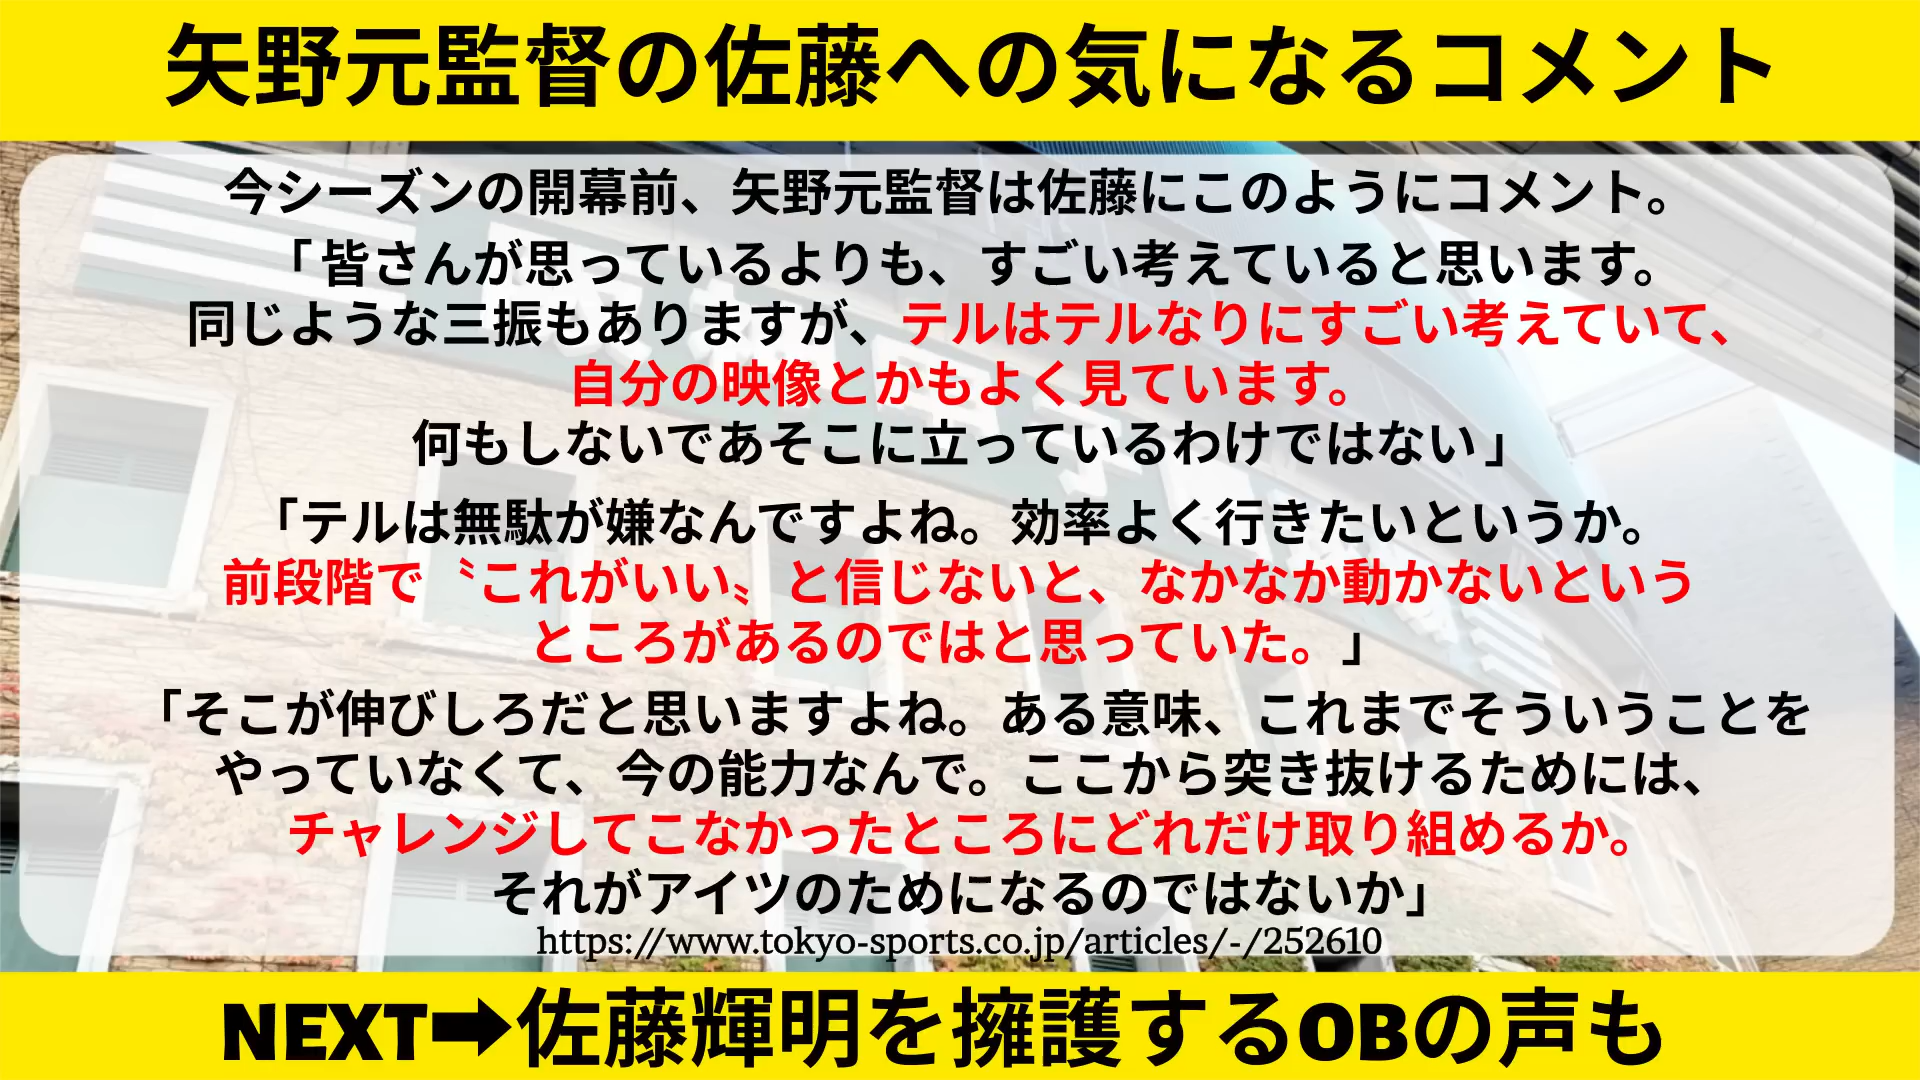 矢野元監督の佐藤への気になるコメント
今シーズンの開幕前、矢野元監督は佐藤にこのようにコメント。
「皆さんが思っているよりも、すごい考えていると思います。
同じような三振もありますが、テルはテルなりにすごい考えていて、
自分の映像とかもよく見ています。
何もしないであそこに立っているわけではない」
「テルは無駄が嫌なんですよね。効率よく行きたいというか。
前段階で〝これがいい〟と信じないと、なかなか動かないという
ところがあるのではと思っていた。」
「そこが伸びしろだと思いますよね。ある意味、これまでそういうことを
やっていなくて、今の能力なんで。ここから突き抜けるためには、
チャレンジしてこなかったところにどれだけ取り組めるか。
それがアイツのためになるのではないか」
https://www.tokyo-sports.co.jp/articles/-/252610
NEXT➡佐藤輝明を擁護するOBの声も